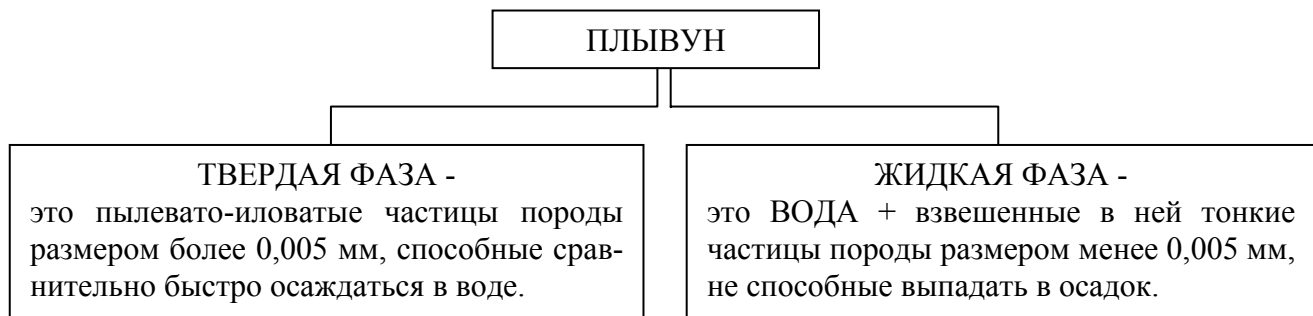 ПЛЫВУН
ТВЕРДАЯ ФАЗА -
это пылевато-иловатые частицы породы
размером более 0,005 мм, способные срав-
нительно быстро осаждаться в воде.
ЖИДКАЯ ФАЗА -
это ВОДА + взвешенные в ней тонкие
частицы породы размером менее 0,005 мм,
не способные выпадать в осадок.